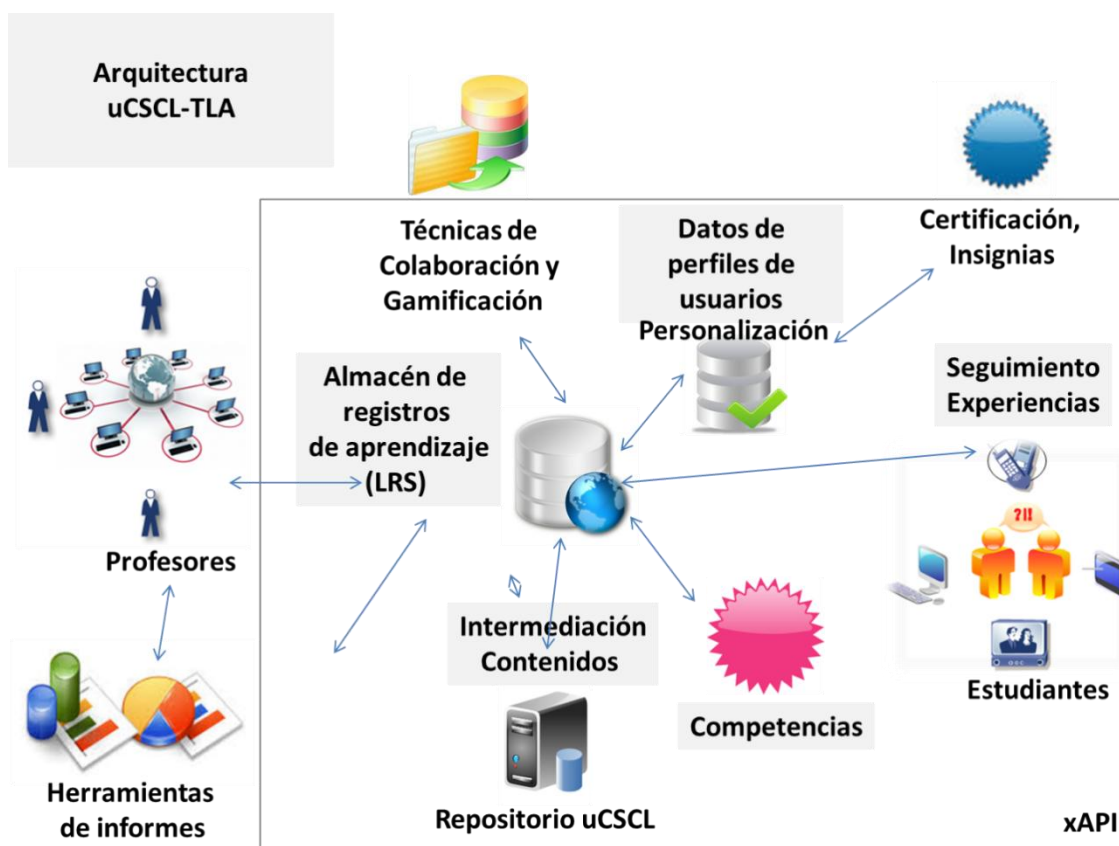 Arquitectura
uCSCL-TLA
Técnicas de
Colaboración y
Gamificación
Datos de
perfiles de
usuarios
Personalización
Certificación,
Insignias
Almacén de
registros
de aprendizaje
(LRS)
Seguimiento
Experiencias
?!!
Profesores
Intermediación
Contenidos
Estudiantes
Competencias
Herramientas
de informes
Repositorio uCSCL
xAPI